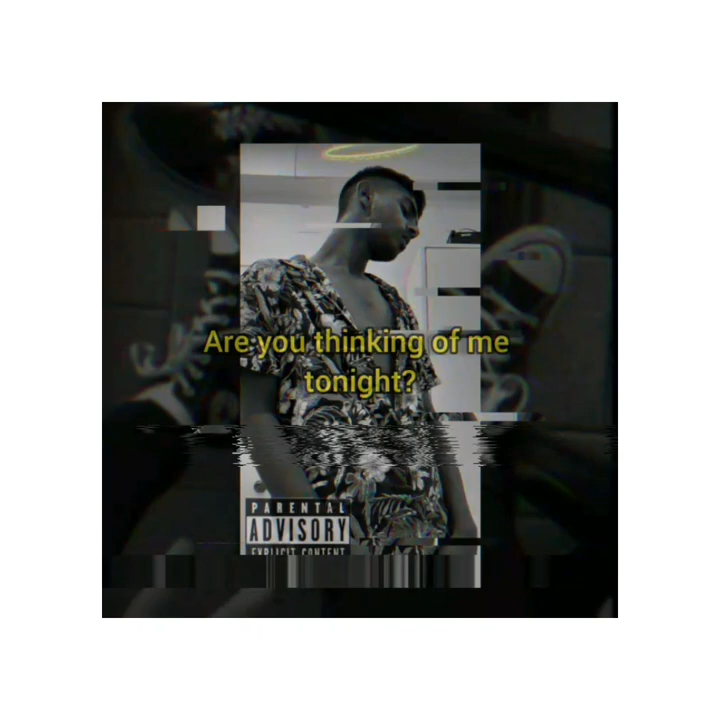 Are you thinking of me
tonight?
PARENTAL
ADVISORY
EXPLICIT CONTENT